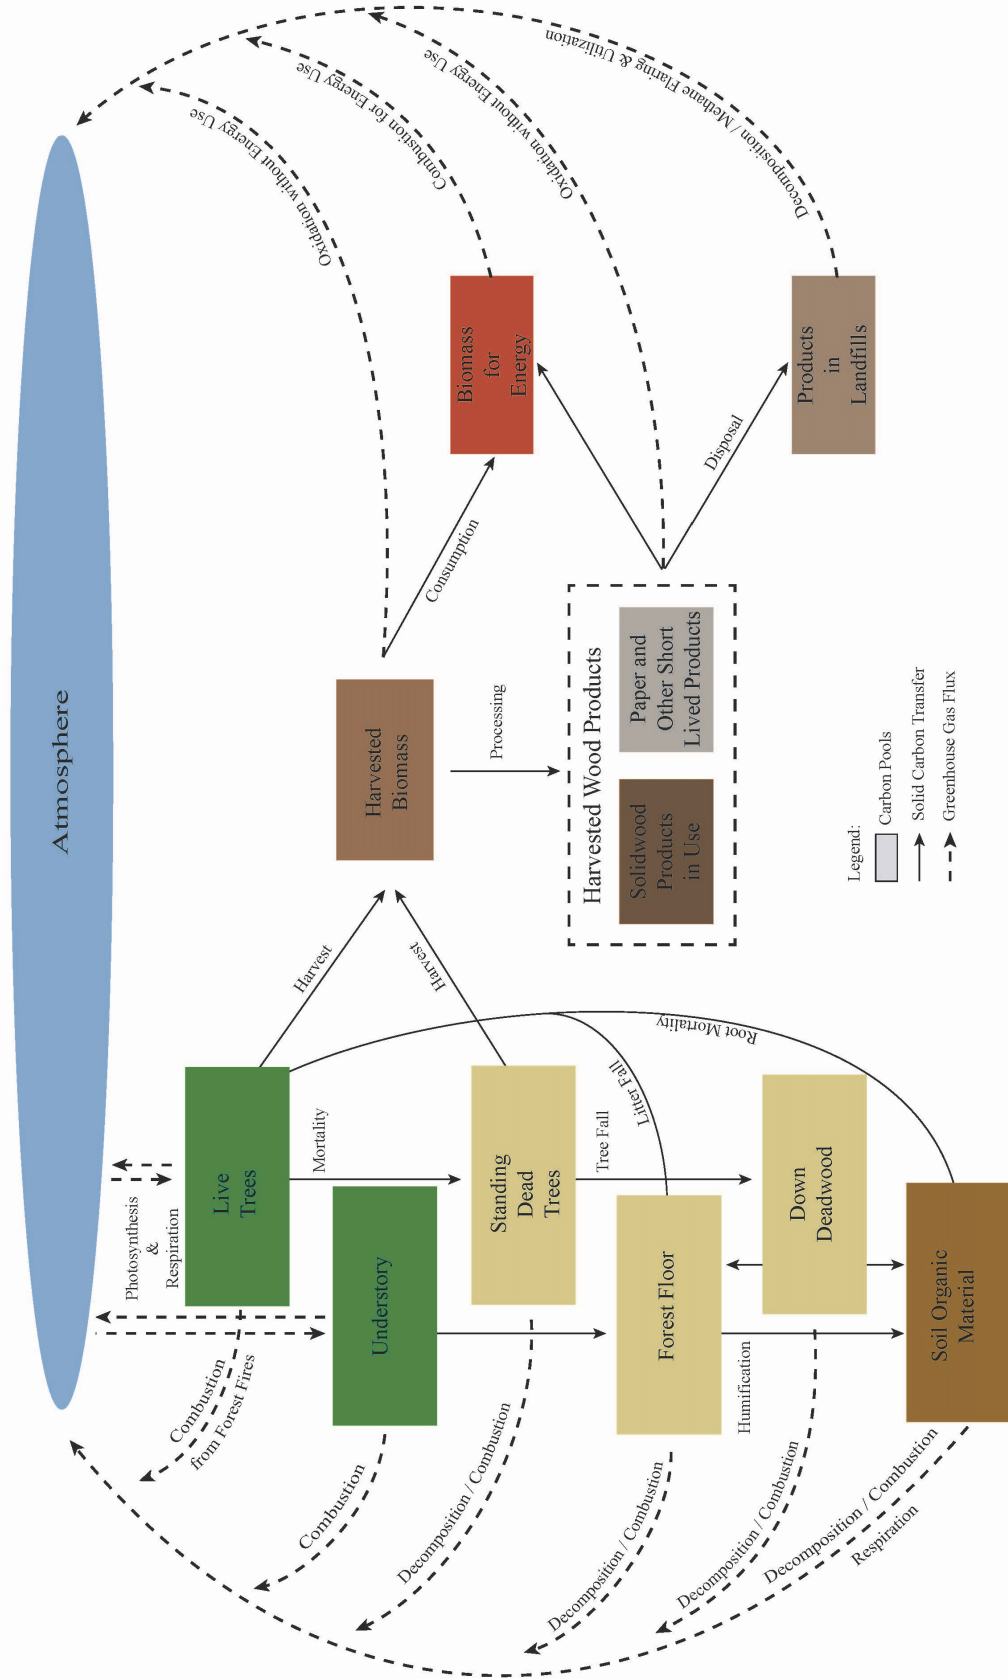 Atmosphere
Photosynthesis
&
Respiration
Combustion
from Forest Fires
Live
Trees
Harvest
Mortality
Understory
Combustion
Standing
Dead
Trees
Harvest
Decomposition / Combustion
Tree Fall
Litter Fall
Root Mortality
Forest Floor
Decomposition / Combustion
Humification
Down
Deadwood
Decomposition / Combustion
Soil Organic
Material
Decomposition / Combustion
Respiration
Harvested
Biomass
Oxidation without Energy Use
Consumption
Processing
Biomass
for
Energy
Combustion for Energy Use
Harvested Wood Products
Solidwood
Products
in Use
Paper and
Other Short
Lived Products
Oxidation without Energy Use
Disposal
Products
in
Landfills
Decomposition / Methane Flaring & Utilization
Legend:
Carbon Pools
Solid Carbon Transfer
Greenhouse Gas Flux